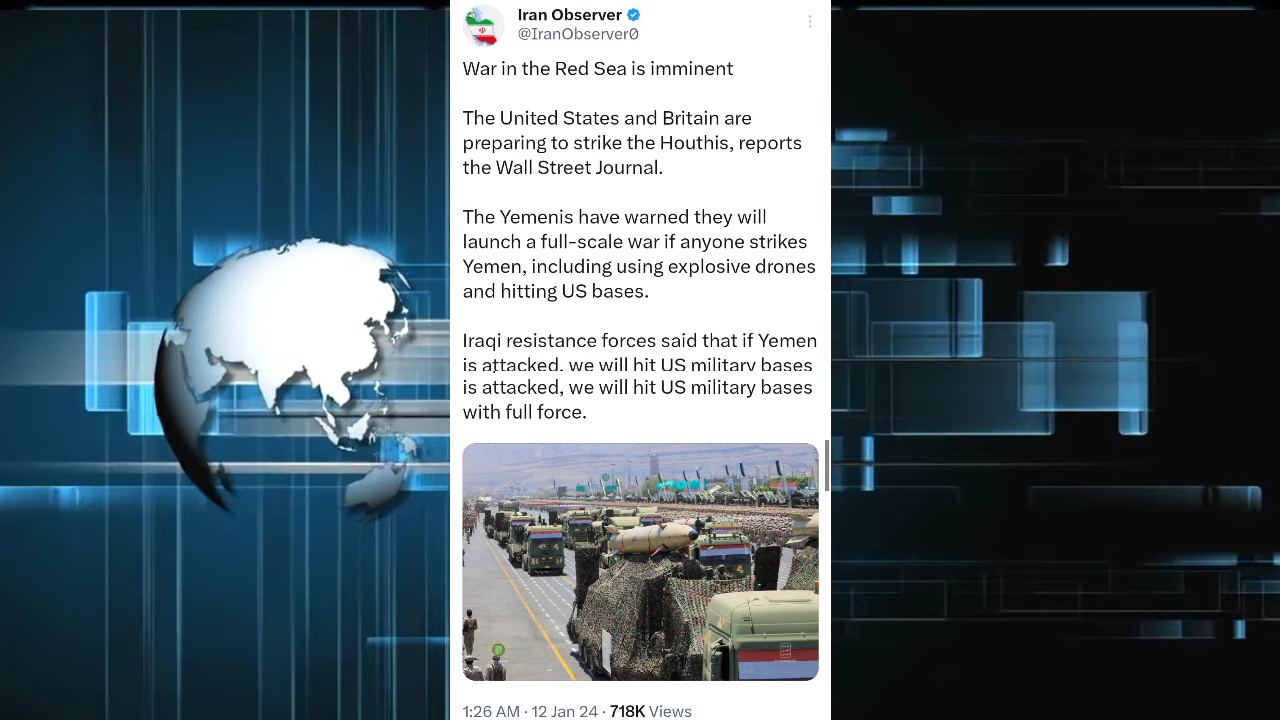 Iran Observer
@IranObserver0
War in the Red Sea is imminent
The United States and Britain are
preparing to strike the Houthis, reports
the Wall Street Journal.
The Yemenis have warned they will
launch a full-scale war if anyone strikes
Yemen, including using explosive drones
and hitting US bases.
Iraqi resistance forces said that if Yemen
is attacked, we will hit US military bases
is attacked, we will hit US military bases
with full force.
1:26 AM · 12 Jan 24 · 718K Views